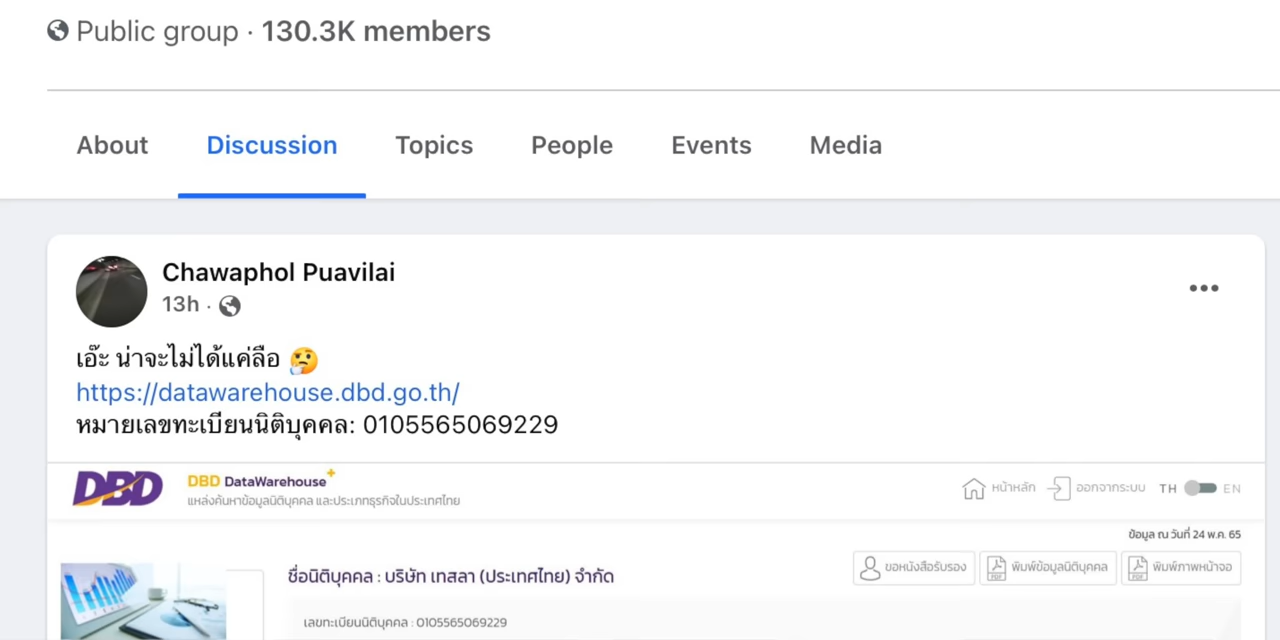 Public group · 130.3K members
About Discussion Topics People Events Media
Chawaphol Puavilai
13h ·
เอ๊ะ น่าจะไม่ได้แค่ลือ 🤔
https://datawarehouse.dbd.go.th/
หมายเลขทะเบียนนิติบุคคล: 0105565069229
DBD DBD DataWarehouse+
แหล่งค้นหาข้อมูลนิติบุคคล และประเภทธุรกิจในประเทศไทย
หน้าหลัก ออกจากระบบ TH EN
ข้อมูล ณ วันที่ 24 พ.ค. 65
ขอหนังสือรับรอง พิมพ์ข้อมูลนิติบุคคล พิมพ์ภาพหน้าจอ
ชื่อนิติบุคคล : บริษัท เทสลา (ประเทศไทย) จำกัด
เลขทะเบียนนิติบุคคล : 0105565069229